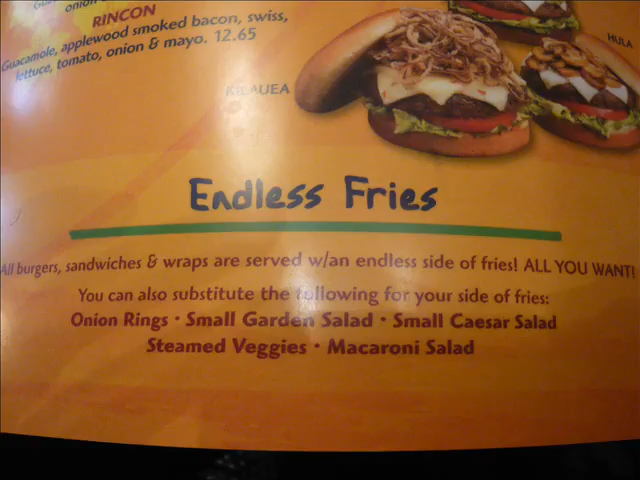 onion
RINCON
Guacamole, applewood smoked bacon, swiss,
lettuce, tomato, onion & mayo. 12.65
HULA
KILAUEA
Endless Fries
All burgers, sandwiches & wraps are served w/an endless side of fries! ALL YOU WANT!
You can also substitute the following for your side of fries:
Onion Rings • Small Garden Salad • Small Caesar Salad
Steamed Veggies • Macaroni Salad